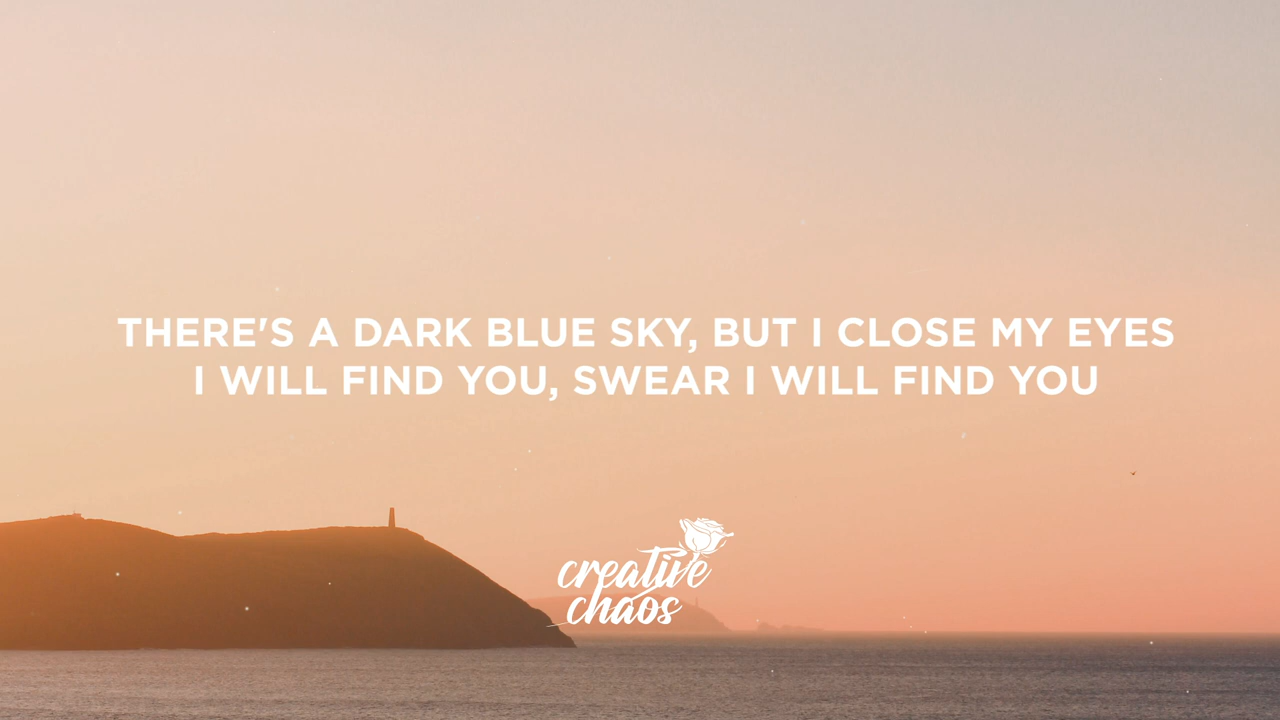 THERE'S A DARK BLUE SKY, BUT I CLOSE MY EYES
I WILL FIND YOU, SWEAR I WILL FIND YOU
creative
chaos